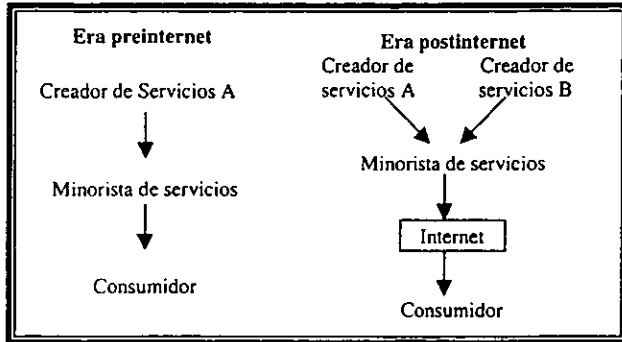 Era preinternet
Creador de Servicios A
Minorista de servicios
Consumidor
Era postinternet
Creador de
servicios A
Creador de
servicios B
Minorista de servicios
Internet
Consumidor